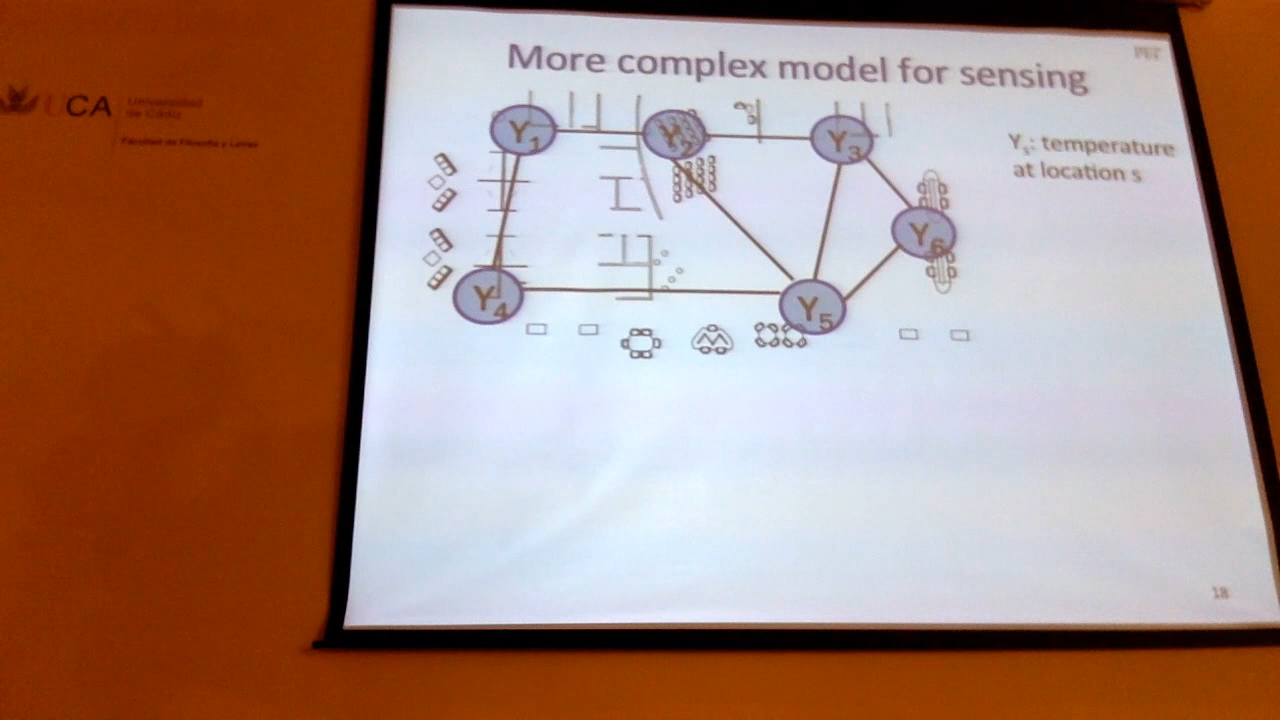 More complex model for sensing
UCA
Universidad
de Cádiz
Facultad de Filosofía y Letras
Y1
Y2
Y3
Ys: temperature
at location s
Y6
Y4
Y5
18